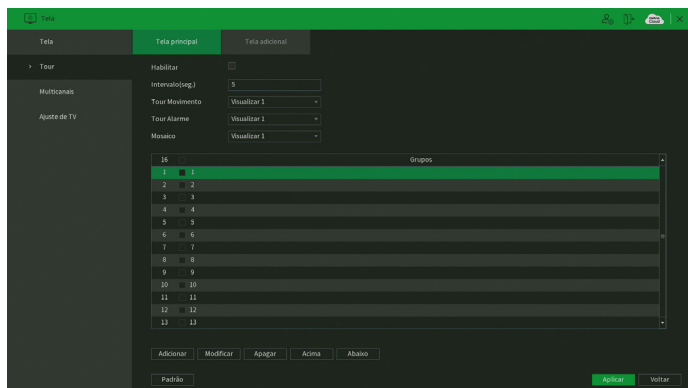 Tela
Tela
Tela principal Tela adicional
Tour
Habilitar
Intervalo(seg.) 5
Multicanais
Tour Movimento Visualizar 1
Ajuste de TV
Tour Alarme Visualizar 1
Mosaico Visualizar 1
16 Grupos
1 1
2 2
3 3
4 4
5 5
6 6
7 7
8 8
9 9
10 10
11 11
12 12
13 13
Adicionar Modificar Apagar Acima Abaixo
Padrão Aplicar Voltar